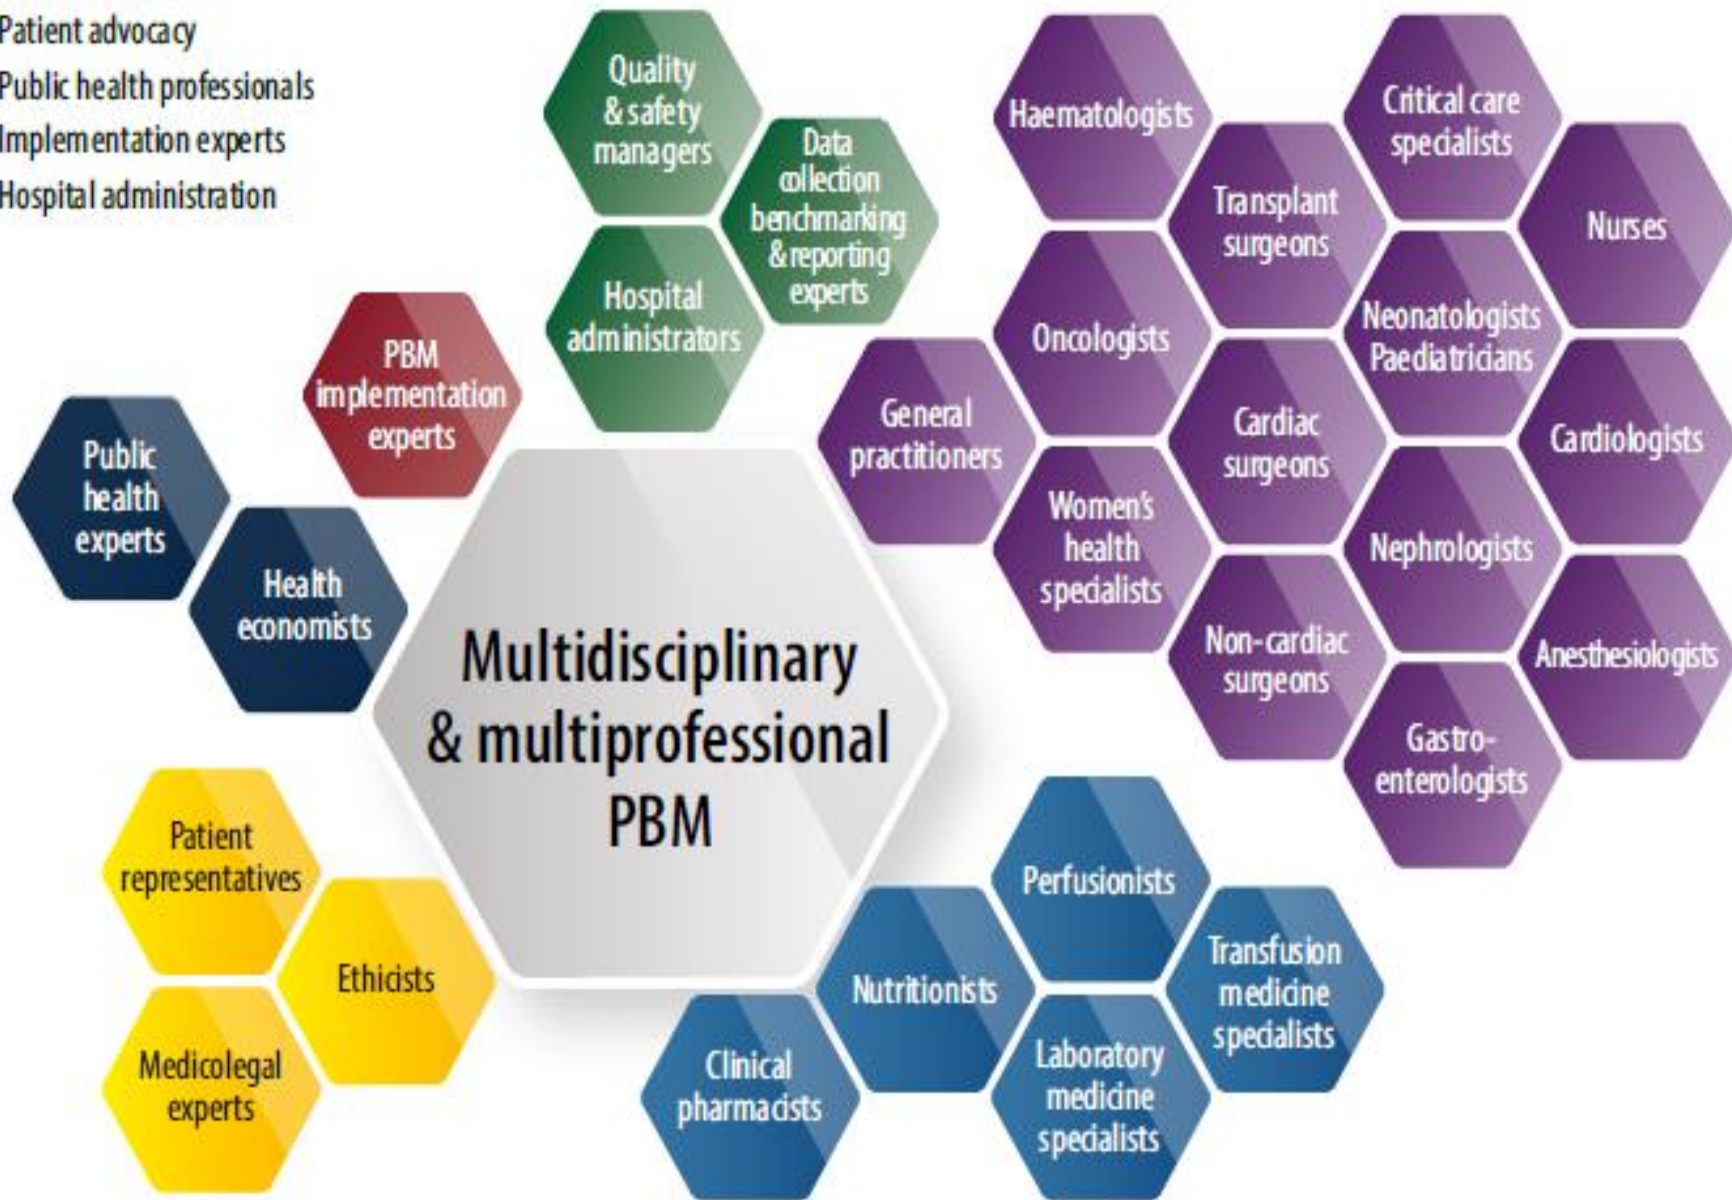 Patient advocacy
Public health professionals
Implementation experts
Hospital administration
Quality
& safety
managers
Data
collection
benchmarking
& reporting
experts
Hospital
administrators
PBM
implementation
experts
Public
health
experts
Health
economists
Multidisciplinary
& multiprofessional
PBM
Haematologists
Critical care
specialists
Transplant
surgeons
Nurses
Oncologists
Neonatologists
Paediatricians
General
practitioners
Cardiac
surgeons
Cardiologists
Women's
health
specialists
Nephrologists
Non-cardiac
surgeons
Anesthesiologists
Gastro-
enterologists
Patient
representatives
Ethicists
Medicolegal
experts
Perfusionists
Nutritionists
Transfusion
medicine
specialists
Clinical
pharmacists
Laboratory
medicine
specialists